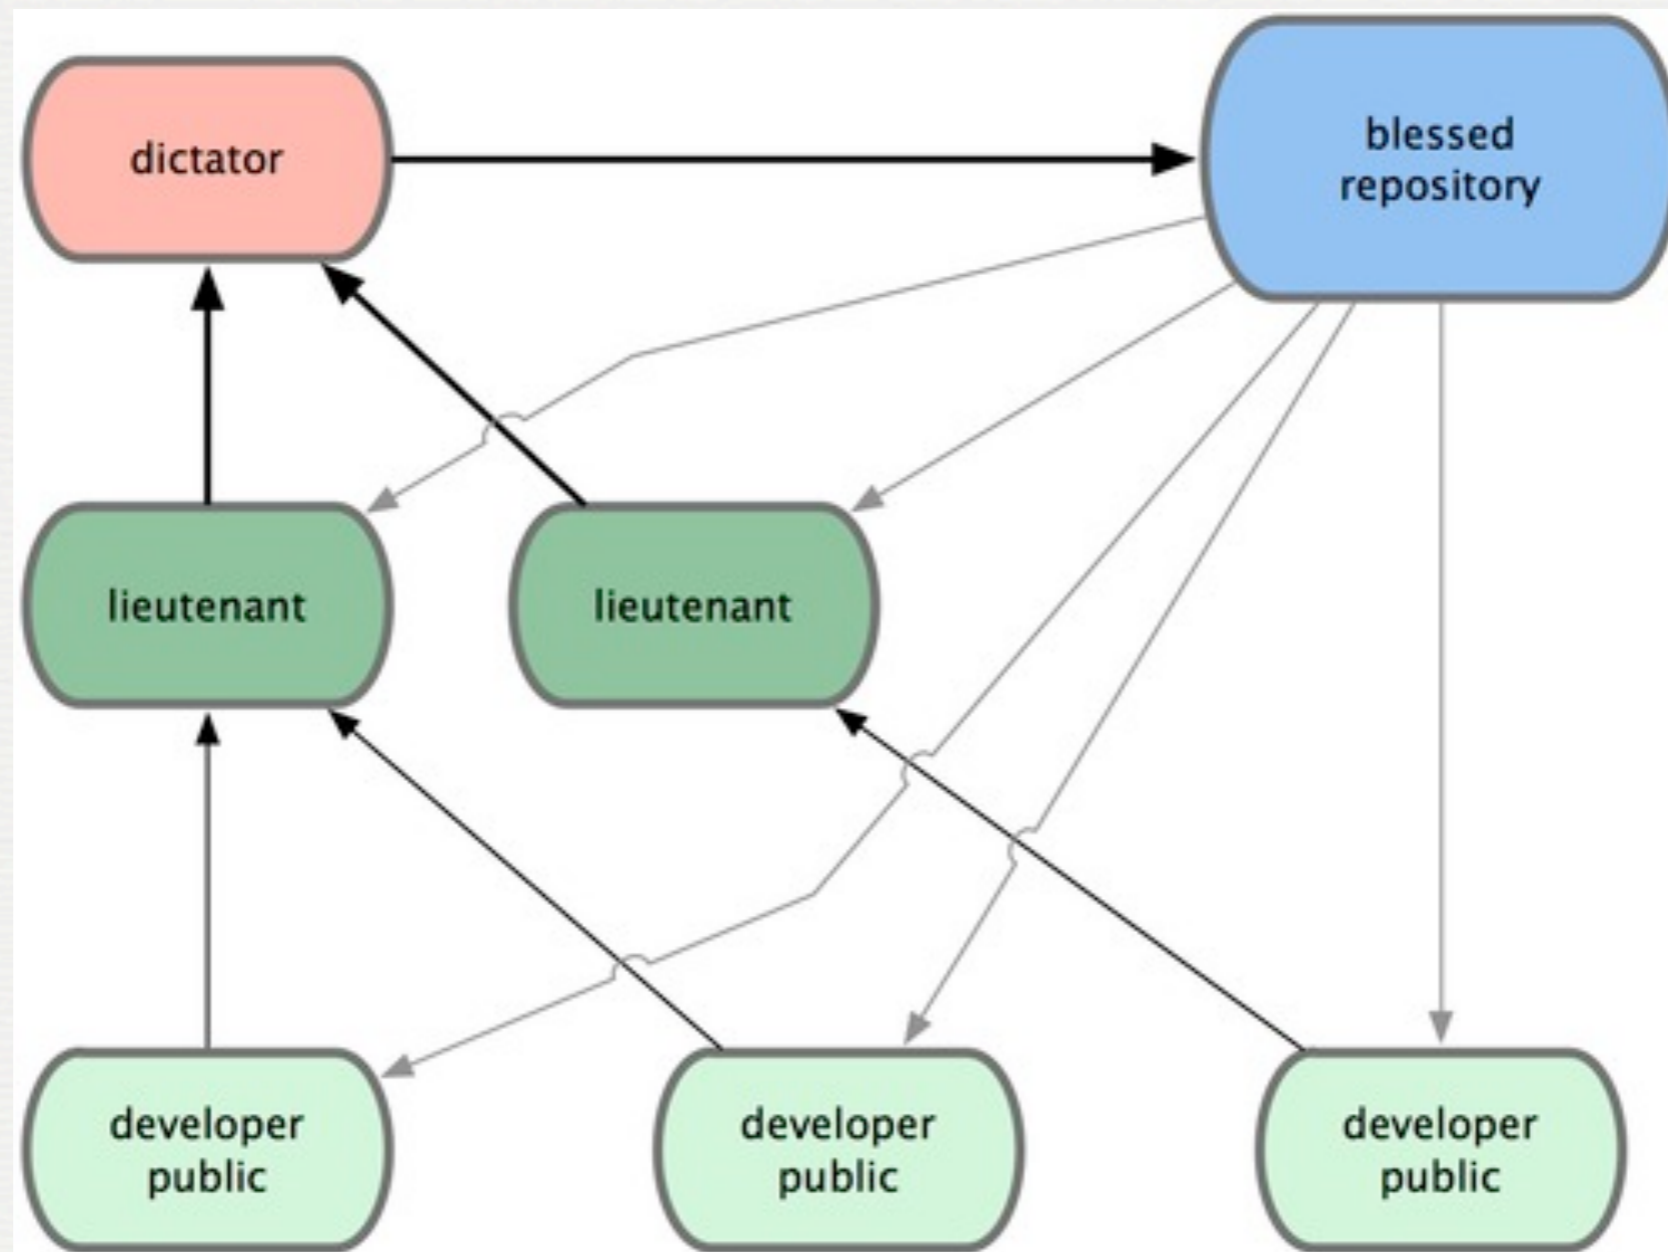 dictator
blessed
repository
lieutenant
lieutenant
developer
public
developer
public
developer
public